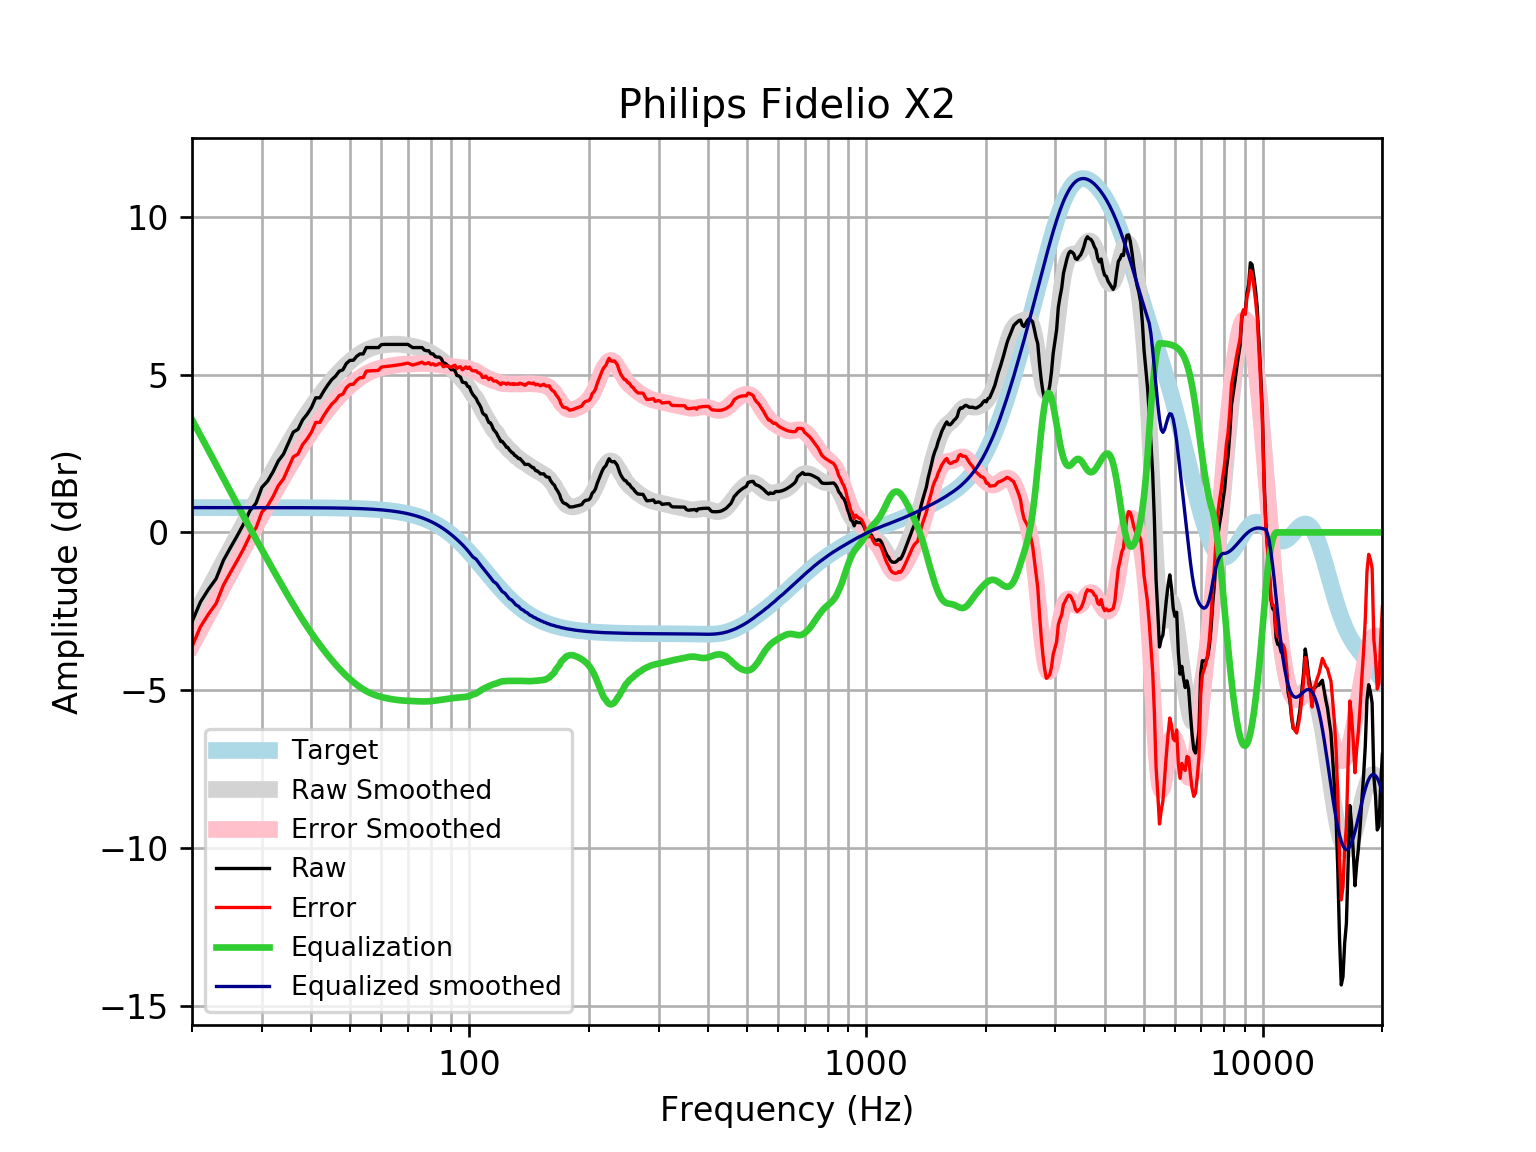 Philips Fidelio X2
Amplitude (dBr)
10
5
0
−5
−10
−15
Target
Raw Smoothed
Error Smoothed
Raw
Error
Equalization
Equalized smoothed
100
1000
10000
Frequency (Hz)